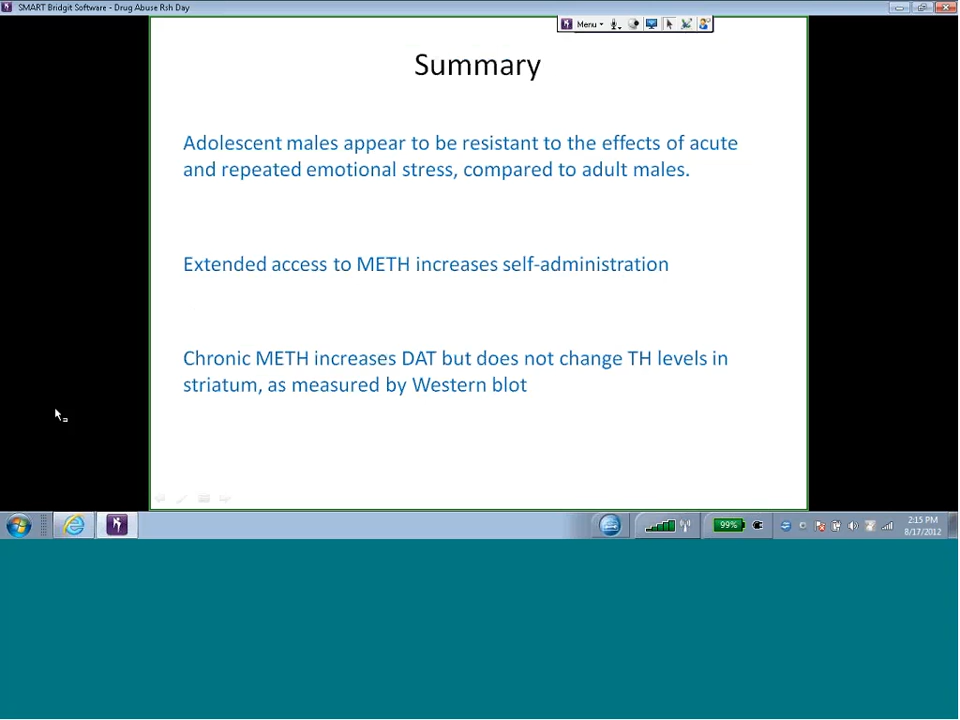 SMART Bridgit Software - Drug Abuse Rsh Day
Menu
Summary
Adolescent males appear to be resistant to the effects of acute
and repeated emotional stress, compared to adult males.
Extended access to METH increases self-administration
Chronic METH increases DAT but does not change TH levels in
striatum, as measured by Western blot
99%
2:15 PM
8/17/2012